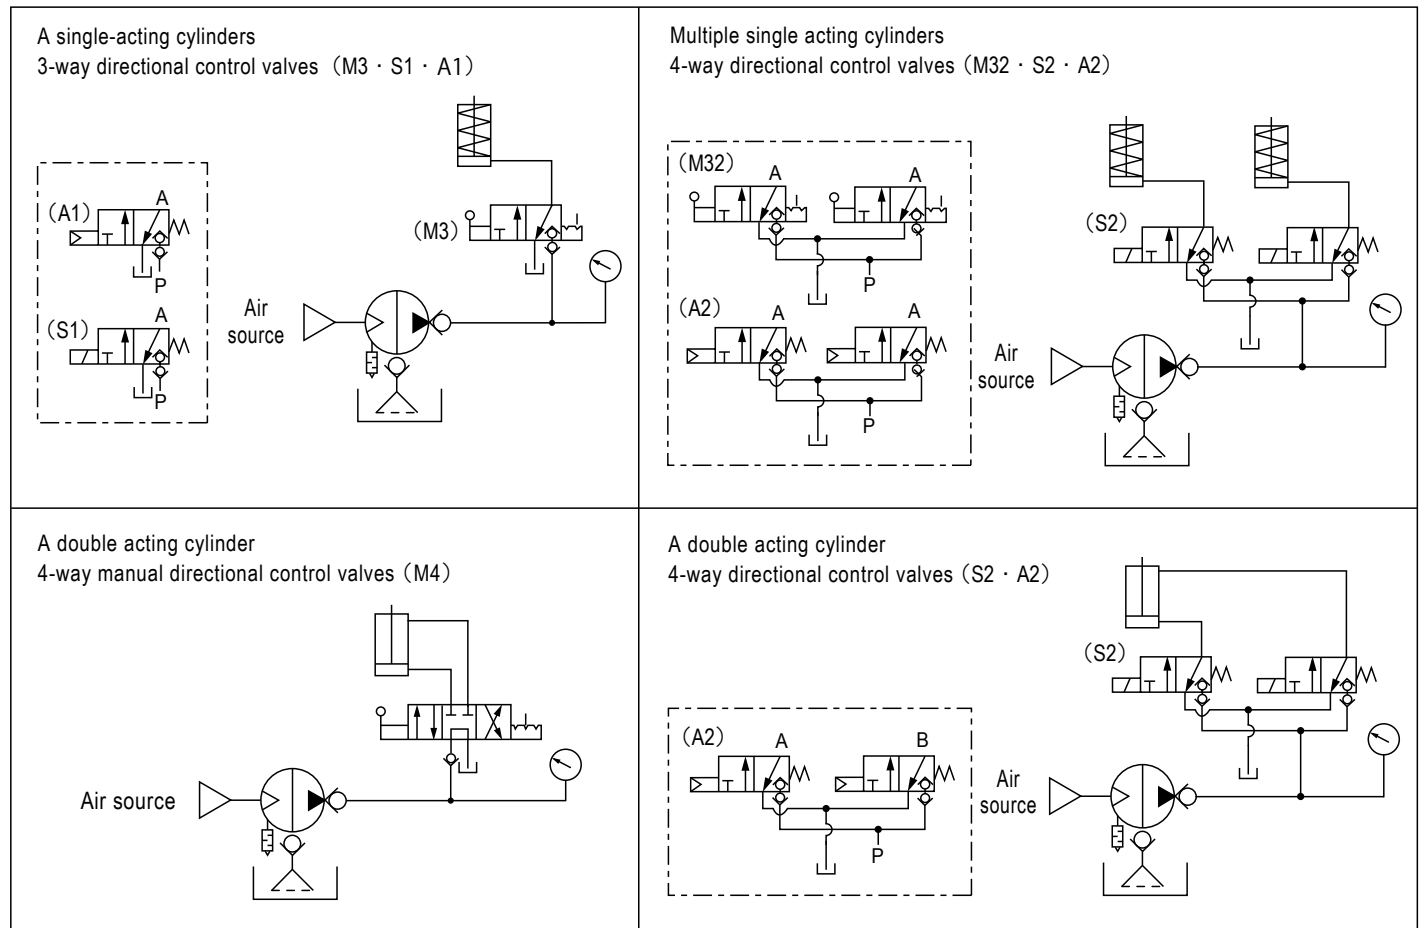 A single-acting cylinders
3-way directional control valves（M3・S1・A1）
（A1）
A
P
（S1）
A
P
（M3）
Air
source
Multiple single acting cylinders
4-way directional control valves（M32・S2・A2）
（M32）
A
A
P
（A2）
A
A
P
（S2）
Air
source
A double acting cylinder
4-way manual directional control valves（M4）
Air source
A double acting cylinder
4-way directional control valves（S2・A2）
（S2）
（A2）
A
B
P
Air
source